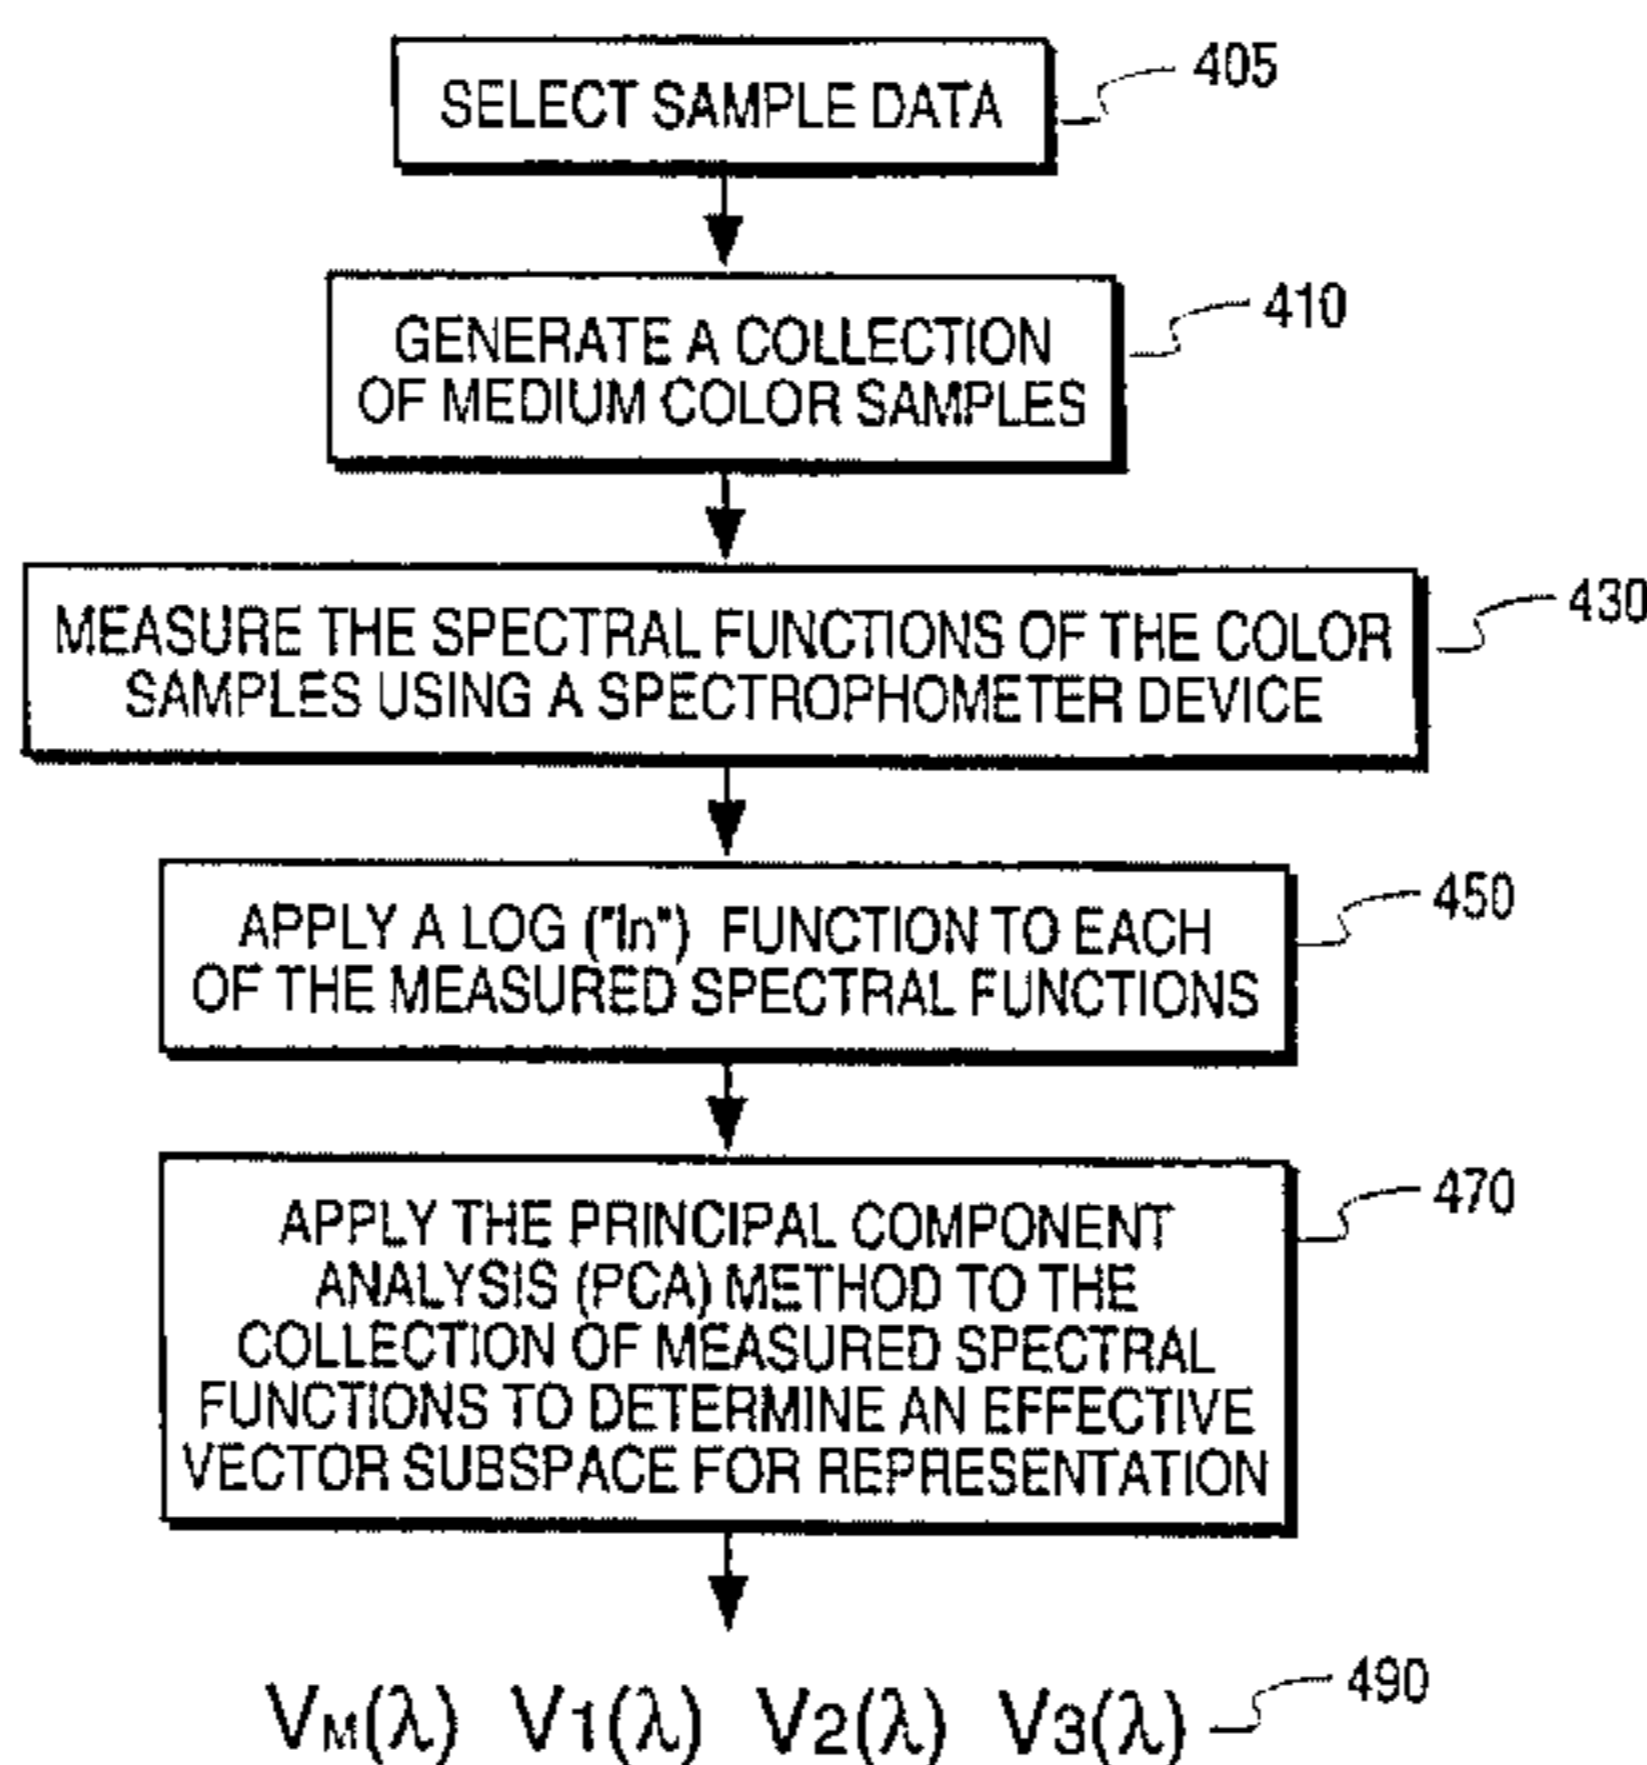 SELECT SAMPLE DATA
405
GENERATE A COLLECTION
OF MEDIUM COLOR SAMPLES
410
MEASURE THE SPECTRAL FUNCTIONS OF THE COLOR
SAMPLES USING A SPECTROPHOMETER DEVICE
430
APPLY A LOG ("ln") FUNCTION TO EACH
OF THE MEASURED SPECTRAL FUNCTIONS
450
APPLY THE PRINCIPAL COMPONENT
ANALYSIS (PCA) METHOD TO THE
COLLECTION OF MEASURED SPECTRAL
FUNCTIONS TO DETERMINE AN EFFECTIVE
VECTOR SUBSPACE FOR REPRESENTATION
470
VM(λ) V1(λ) V2(λ) V3(λ)
490